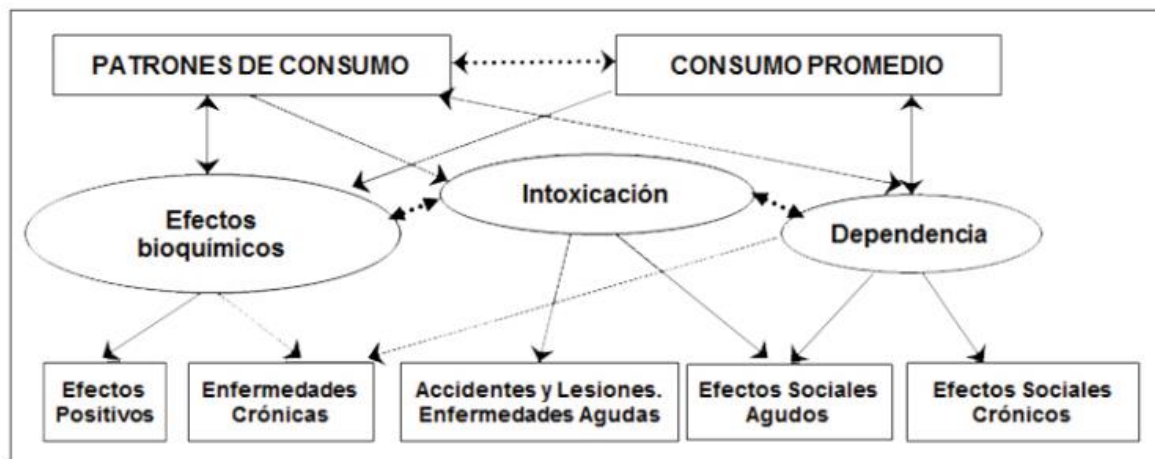 PATRONES DE CONSUMO
CONSUMO PROMEDIO
Efectos
bioquímicos
Intoxicación
Dependencia
Efectos
Positivos
Enfermedades
Crónicas
Accidentes y Lesiones.
Enfermedades Agudas
Efectos Sociales
Agudos
Efectos Sociales
Crónicos